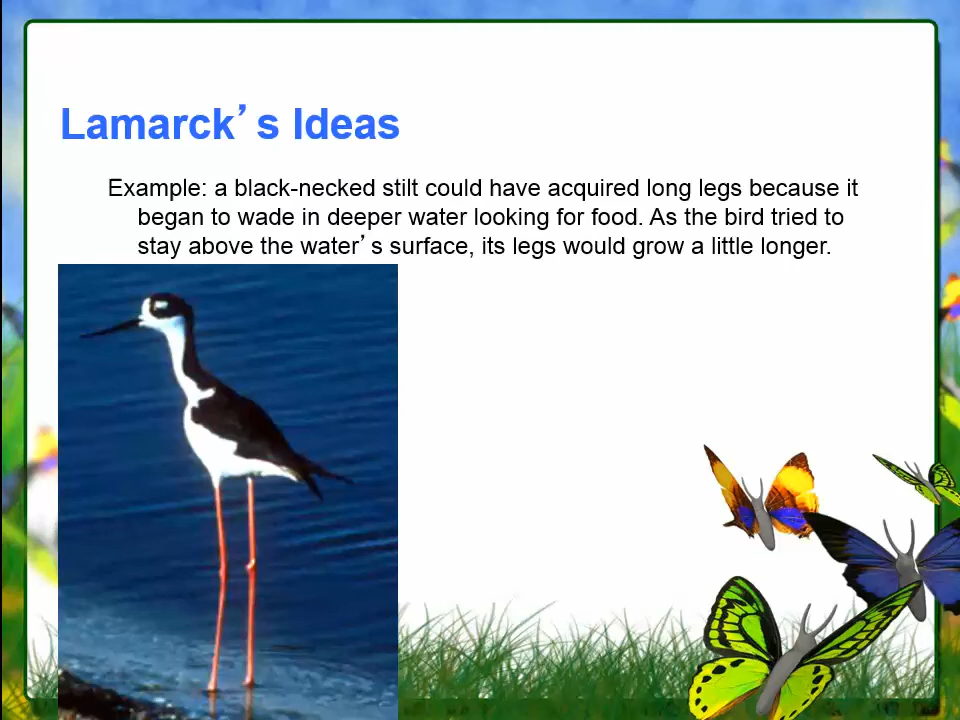 Lamarck’s Ideas
Example: a black-necked stilt could have acquired long legs because it
began to wade in deeper water looking for food. As the bird tried to
stay above the water’s surface, its legs would grow a little longer.